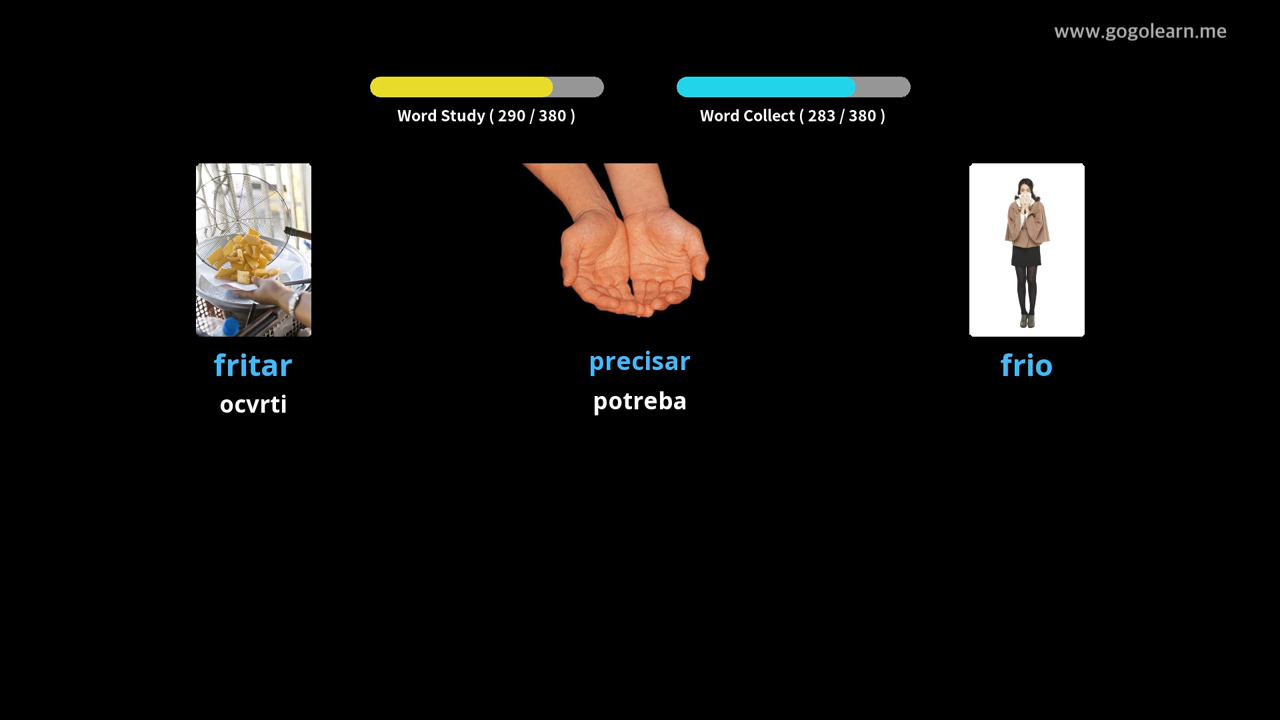 www.gogolearn.me
Word Study ( 290 / 380 )
Word Collect ( 283 / 380 )
fritar
ocvrti
precisar
potreba
frio